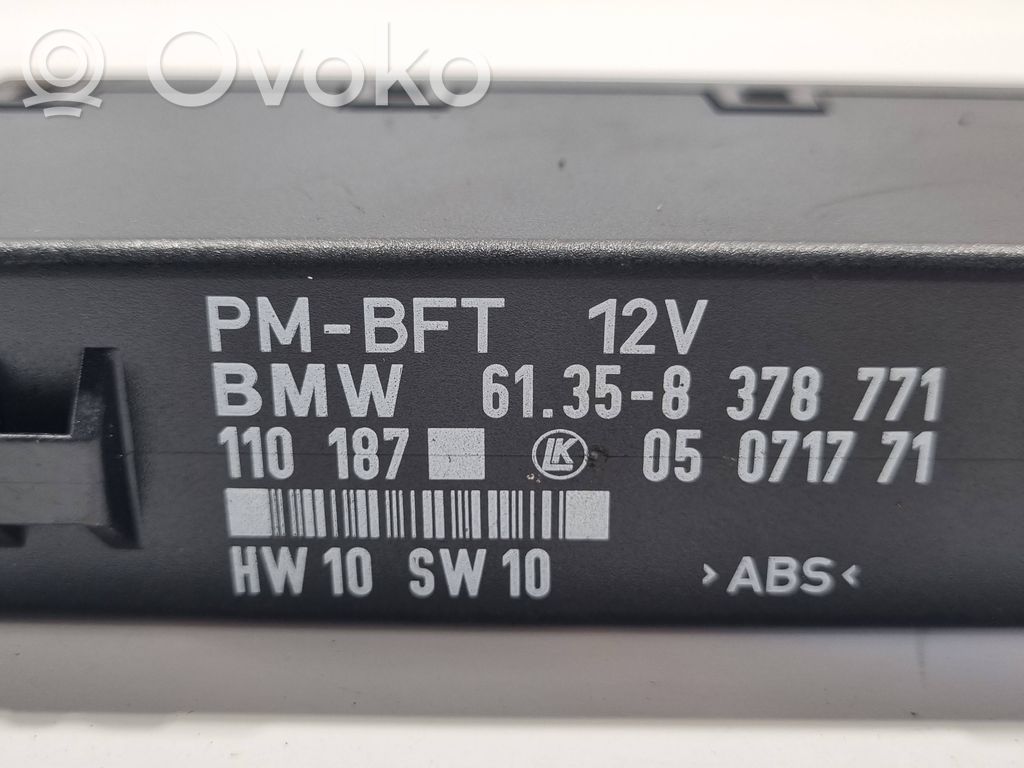 Ovoko
PM-BFT 12V
BMW 61.35-8 378 771
110 187 LK 05 0717 71
HW 10 SW 10 >ABS<